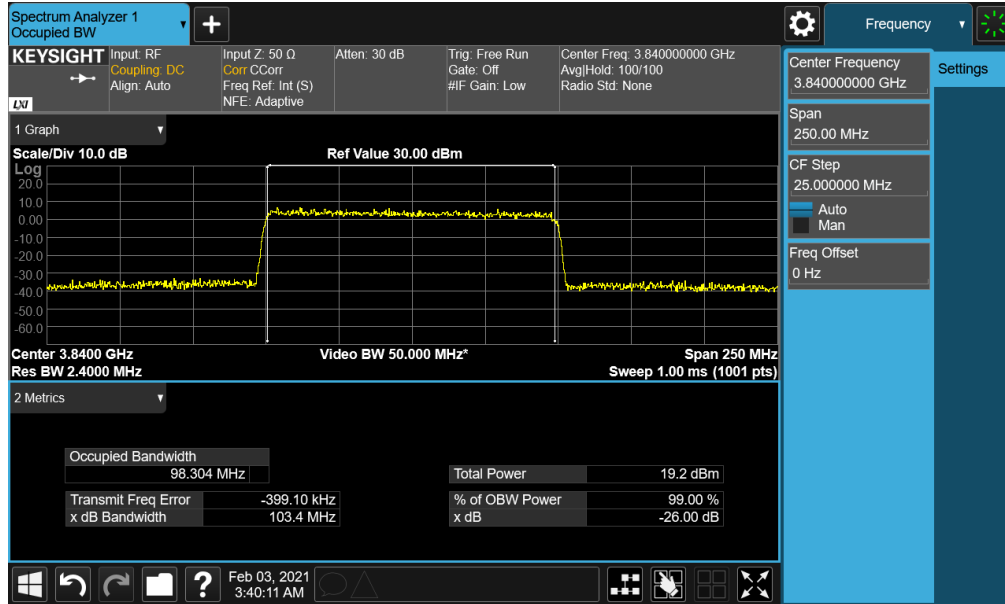 Spectrum Analyzer 1
Occupied BW
Frequency
KEYSIGHT
LXI
Input: RF
Coupling: DC
Align: Auto
Input Z: 50 Ω
Corr CCorr
Freq Ref: Int (S)
NFE: Adaptive
Atten: 30 dB
Trig: Free Run
Gate: Off
#IF Gain: Low
Center Freq: 3.840000000 GHz
Avg|Hold: 100/100
Radio Std: None
Center Frequency
3.840000000 GHz
Settings
Span
250.00 MHz
CF Step
25.000000 MHz
Auto
Man
Freq Offset
0 Hz
1 Graph
Scale/Div 10.0 dB
Ref Value 30.00 dBm
Log
20.0
10.0
0.00
-10.0
-20.0
-30.0
-40.0
-50.0
-60.0
Center 3.8400 GHz
Video BW 50.000 MHz*
Span 250 MHz
Res BW 2.4000 MHz
Sweep 1.00 ms (1001 pts)
2 Metrics
Occupied Bandwidth
98.304 MHz
Total Power 19.2 dBm
Transmit Freq Error -399.10 kHz
% of OBW Power 99.00 %
x dB Bandwidth 103.4 MHz
x dB -26.00 dB
?
Feb 03, 2021
3:40:11 AM